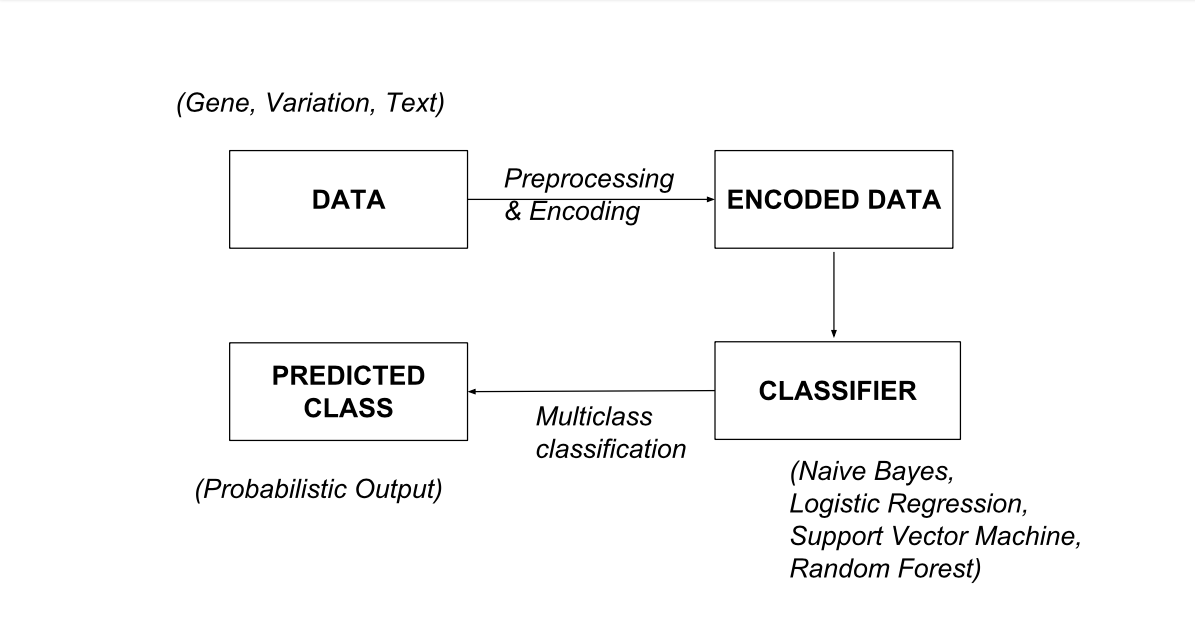 (Gene, Variation, Text)
DATA
Preprocessing
& Encoding
ENCODED DATA
PREDICTED
CLASS
Multiclass
classification
CLASSIFIER
(Probabilistic Output)
(Naive Bayes,
Logistic Regression,
Support Vector Machine,
Random Forest)